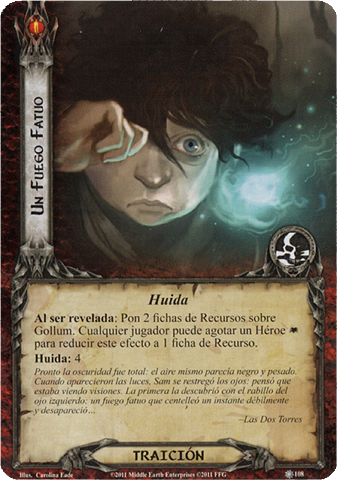 UN FUEGO FATUO
Huida
Al ser revelada: Pon 2 fichas de Recursos sobre
Gollum. Cualquier jugador puede agotar un Héroe
para reducir este efecto a 1 ficha de Recurso.
Huida: 4
Pronto la oscuridad fue total: el aire mismo parecía negro y pesado.
Cuando aparecieron las luces, Sam se restregó los ojos: pensó que
estaba viendo visiones. La primera la descubrió con el rabillo del
ojo izquierdo: un fuego fatuo que centelleó un instante débilmente
y desapareció…
–Las Dos Torres
TRAICIÓN
Illus. Carolina Eade
©2011 Middle Earth Enterprises ©2011 FFG
108